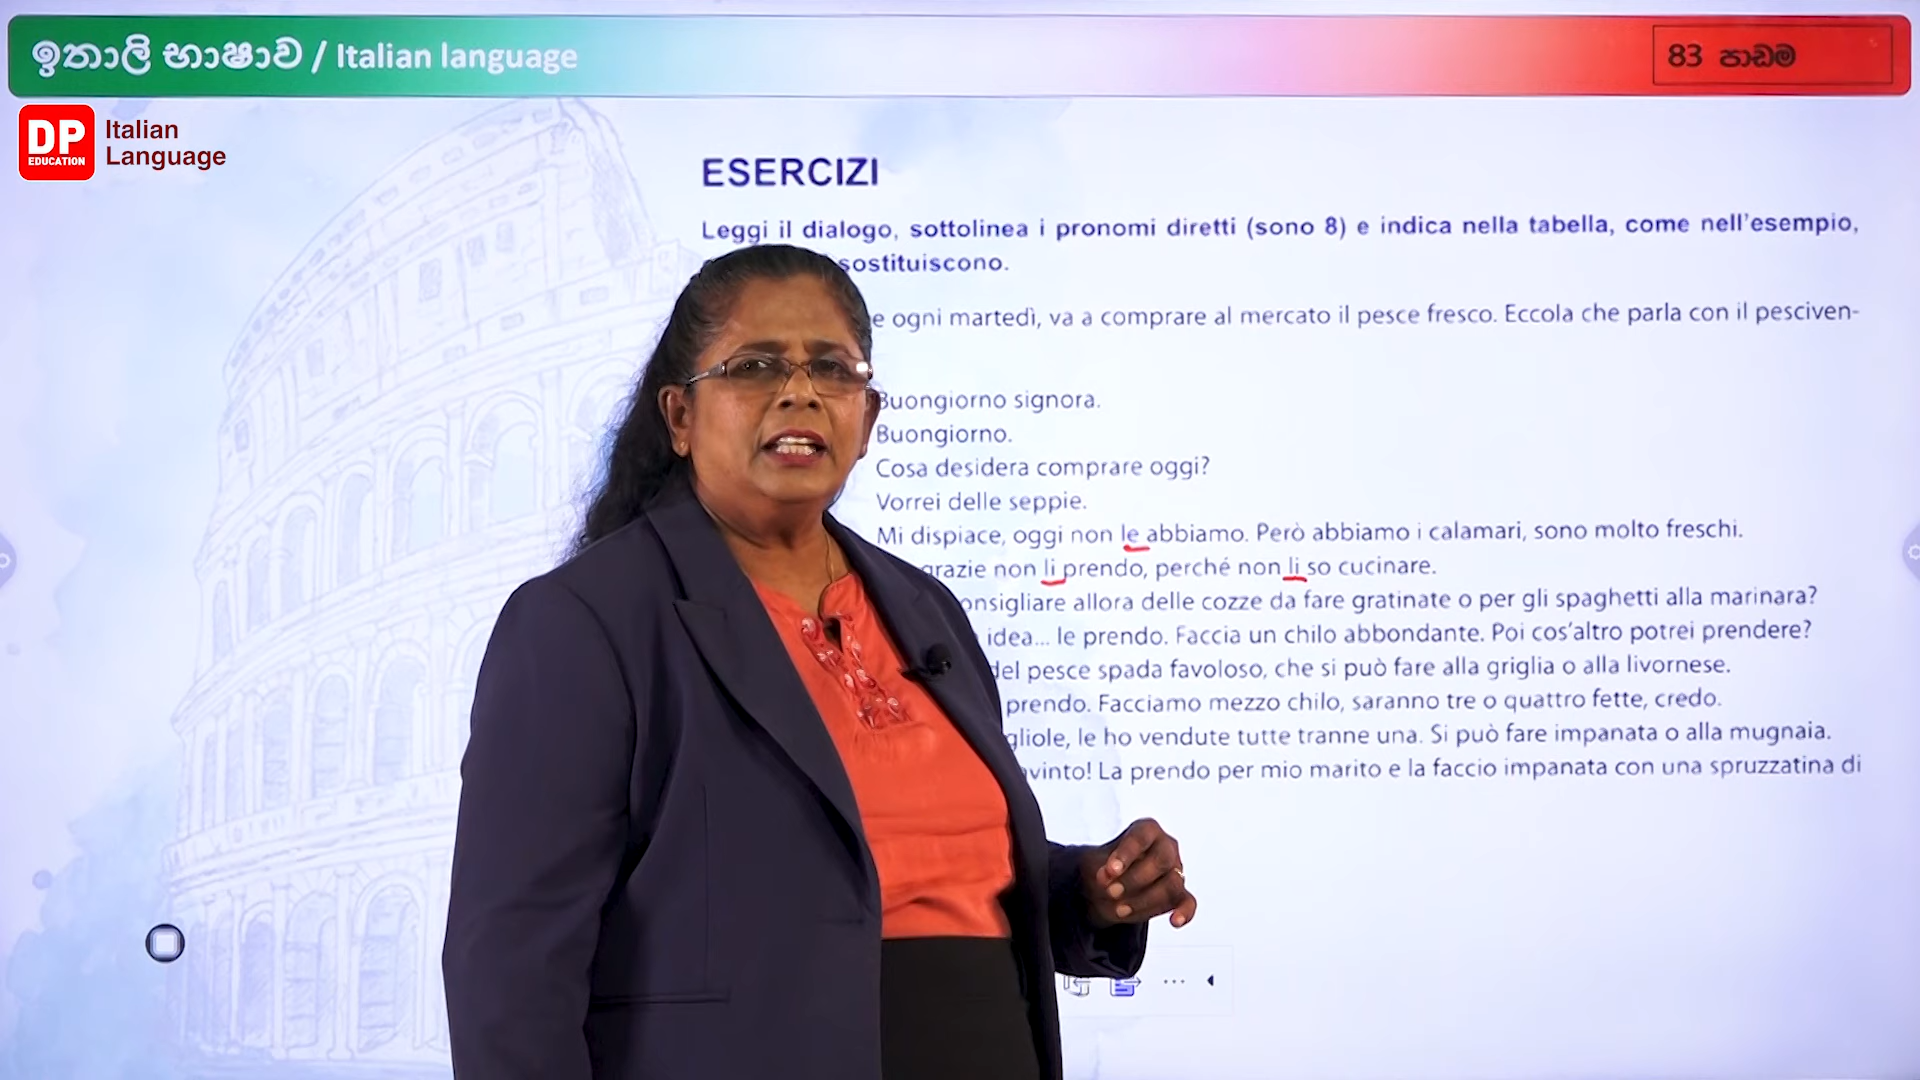 ඉතාලි භාෂාව / Italian language
83 පාඩම
DP
EDUCATION
Italian
Language
ESERCIZI
Leggi il dialogo, sottolinea i pronomi diretti (sono 8) e indica nella tabella, come nell'esempio,
sostituiscono.
e ogni martedì, va a comprare al mercato il pesce fresco. Eccola che parla con il pesciven-
Buongiorno signora.
Buongiorno.
Cosa desidera comprare oggi?
Vorrei delle seppie.
Mi dispiace, oggi non le abbiamo. Però abbiamo i calamari, sono molto freschi.
grazie non li prendo, perché non li so cucinare.
onsigliare allora delle cozze da fare gratinate o per gli spaghetti alla marinara?
idea... le prendo. Faccia un chilo abbondante. Poi cos'altro potrei prendere?
del pesce spada favoloso, che si può fare alla griglia o alla livornese.
prendo. Facciamo mezzo chilo, saranno tre o quattro fette, credo.
gliole, le ho vendute tutte tranne una. Si può fare impanata o alla mugnaia.
vinto! La prendo per mio marito e la faccio impanata con una spruzzatina di